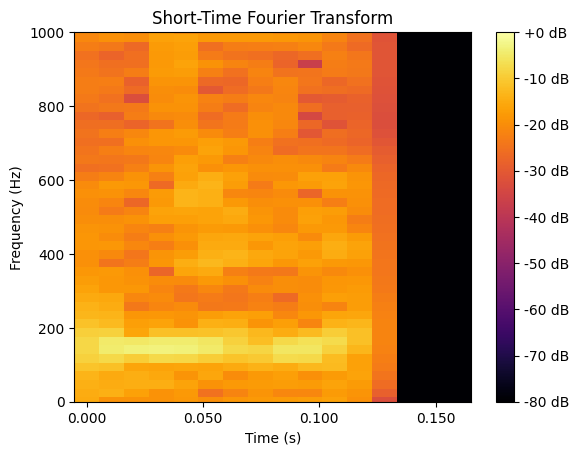 Short-Time Fourier Transform
1000
800
600
400
200
0
Frequency (Hz)
0.000
0.050
0.100
0.150
Time (s)
+0 dB
-10 dB
-20 dB
-30 dB
-40 dB
-50 dB
-60 dB
-70 dB
-80 dB